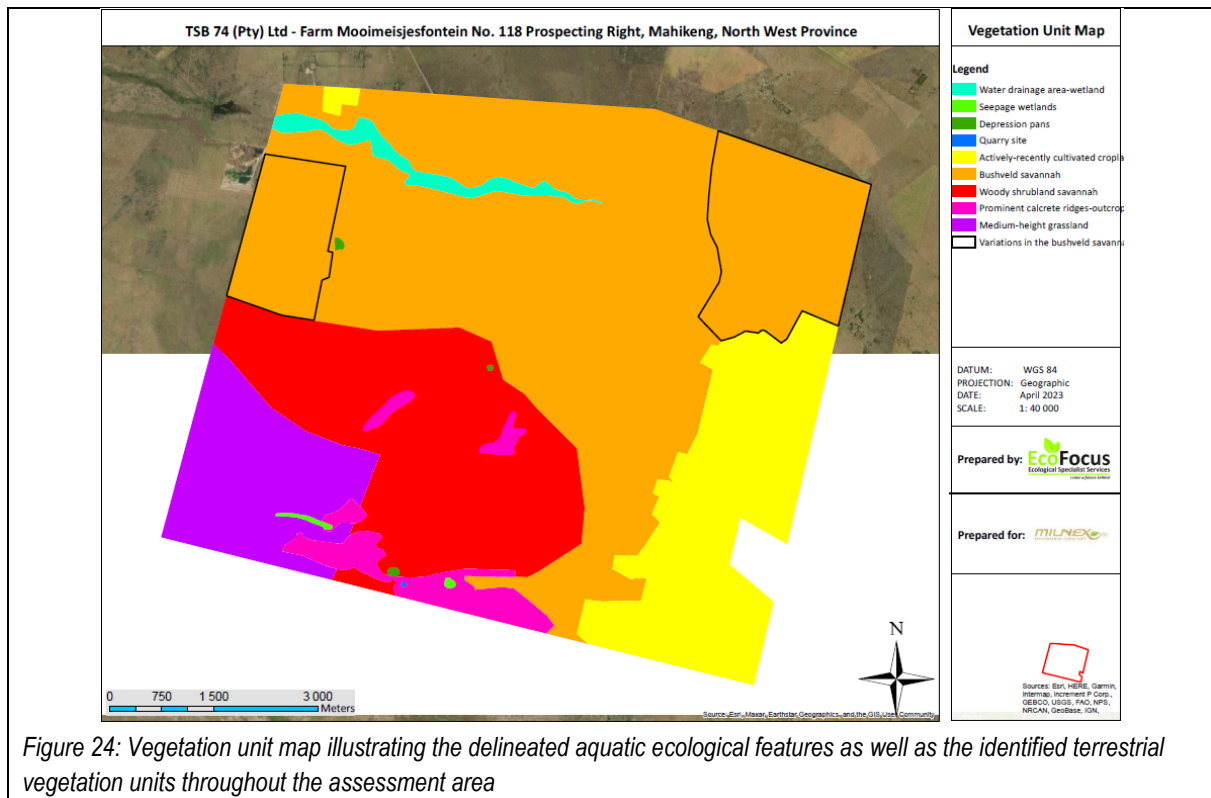 TSB 74 (Pty) Ltd - Farm Mooimeisjesfontein No. 118 Prospecting Right, Mahikeng, North West Province
Vegetation Unit Map
Legend
Water drainage area-wetland
Seepage wetlands
Depression pans
Quarry site
Actively-recently cultivated cropla
Bushveld savannah
Woody shrubland savannah
Prominent calcrete ridges-outcrop
Medium-height grassland
Variations in the bushveld savanna
DATUM: WGS 84
PROJECTION: Geographic
DATE: April 2023
SCALE: 1: 40 000
Prepared by: EcoFocus
Ecological Specialist Services
Prepared for: MILNEX
N
0 750 1 500 3 000
Meters
Source: Esri, Maxar, Earthstar Geographics, and the GIS User Community
Sources: Esri, HERE, Garmin,
Intermap, Increment P Corp.,
GEBCO, USGS, FAO, NPS,
NRCAN, GeoBase, IGN,
Figure 24: Vegetation unit map illustrating the delineated aquatic ecological features as well as the identified terrestrial
vegetation units throughout the assessment area